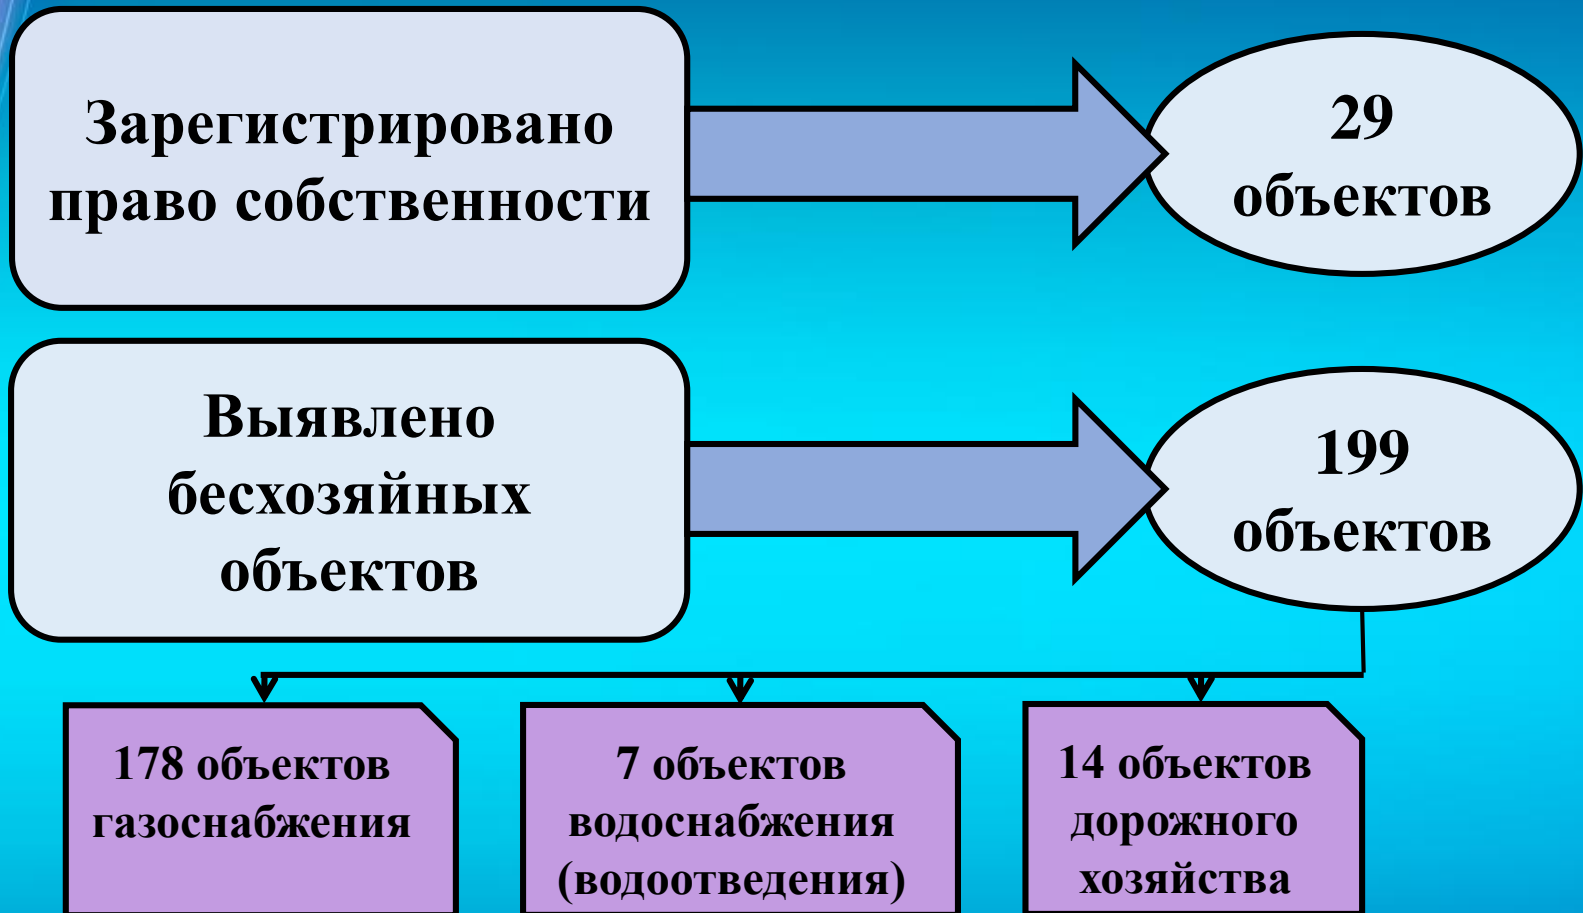 Зарегистрировано
право собственности
29
объектов
Выявлено
бесхозяйных
объектов
199
объектов
178 объектов
газоснабжения
7 объектов
водоснабжения
(водоотведения)
14 объектов
дорожного
хозяйства